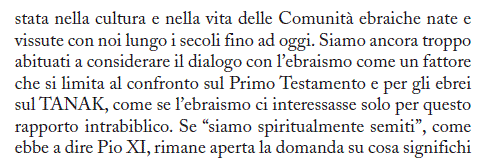 stata nella cultura e nella vita delle Comunità ebraiche nate e
vissute con noi lungo i secoli fino ad oggi. Siamo ancora troppo
abituati a considerare il dialogo con l’ebraismo come un fattore
che si limita al confronto sul Primo Testamento e per gli ebrei
sul TANAK, come se l’ebraismo ci interessasse solo per questo
rapporto intrabiblico. Se “siamo spiritualmente semiti”, come
ebbe a dire Pio XI, rimane aperta la domanda su cosa significhi